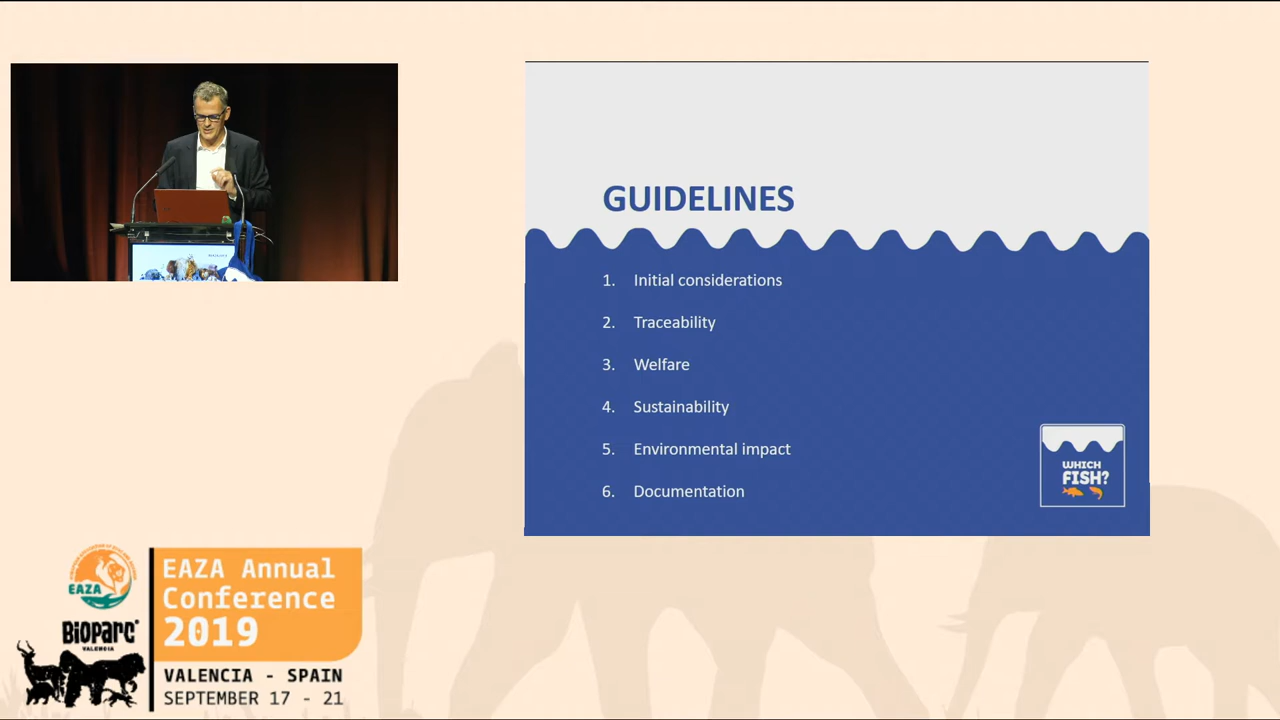 GUIDELINES
1. Initial considerations
2. Traceability
3. Welfare
4. Sustainability
5. Environmental impact
6. Documentation
WHICH
FISH?
EAZA
BIOPARC
VALENCIA
EAZA Annual
Conference
2019
VALENCIA - SPAIN
SEPTEMBER 17 - 21